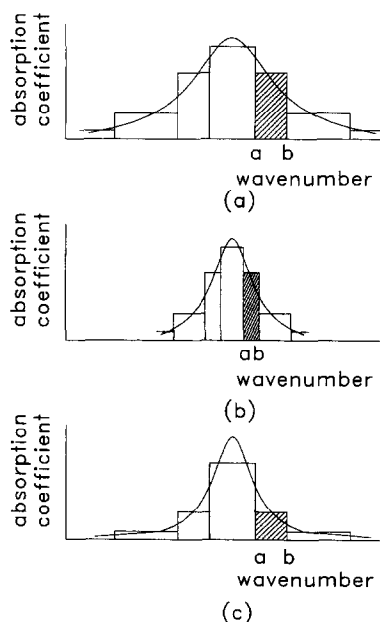 absorption
coefficient
a b
wavenumber
(a)
absorption
coefficient
ab
wavenumber
(b)
absorption
coefficient
a b
wavenumber
(c)